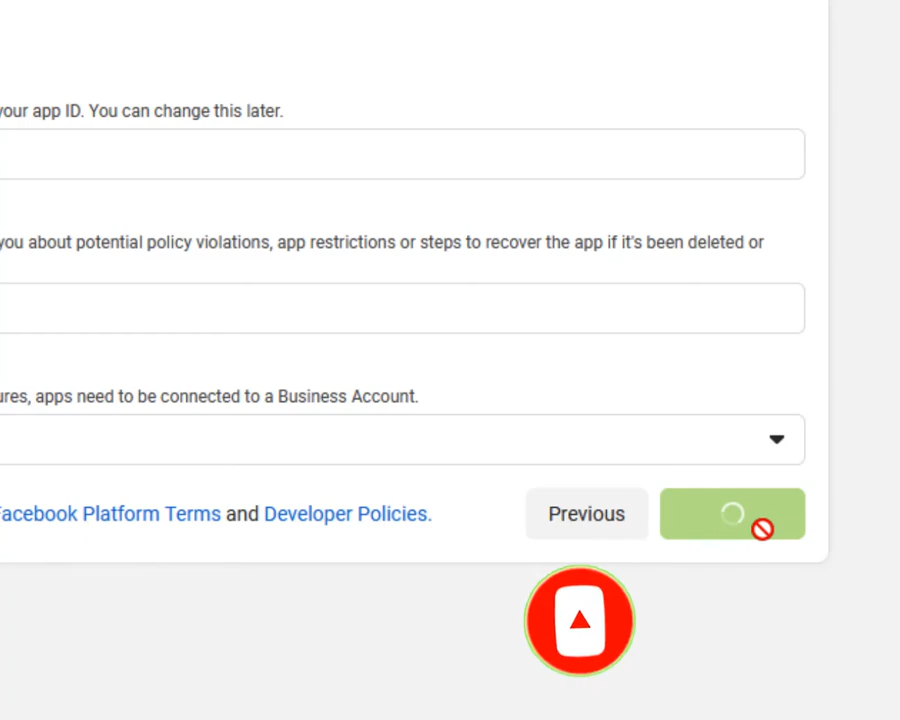 your app ID. You can change this later.
you about potential policy violations, app restrictions or steps to recover the app if it's been deleted or
ures, apps need to be connected to a Business Account.
Facebook Platform Terms and Developer Policies.
Previous